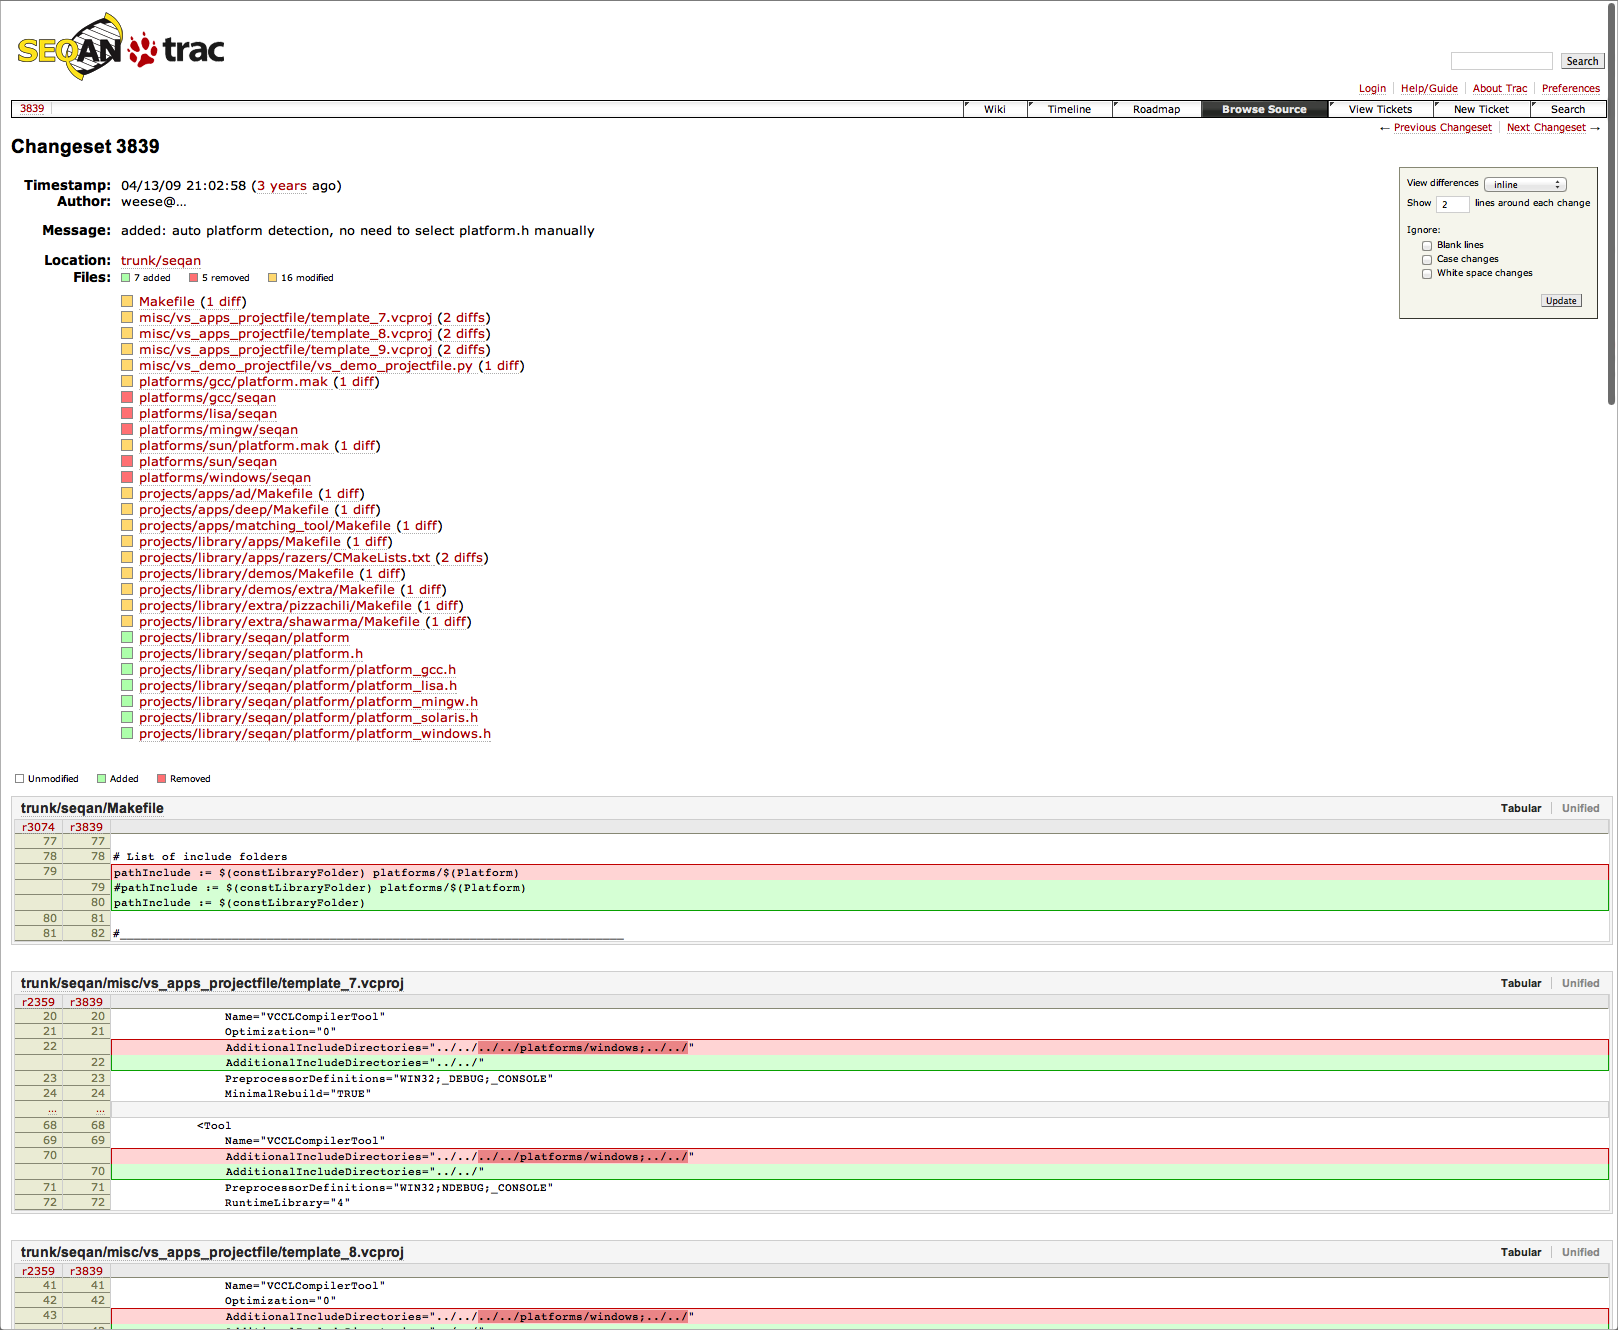 SEQAN trac
Search
Login Help/Guide About Trac Preferences
3839 Wiki Timeline Roadmap Browse Source View Tickets New Ticket Search
← Previous Changeset Next Changeset →
Changeset 3839
Timestamp: 04/13/09 21:02:58 (3 years ago)
Author: weese@...
Message: added: auto platform detection, no need to select platform.h manually
Location: trunk/seqan
Files: 7 added 5 removed 16 modified
View differences inline
Show 2 lines around each change
Ignore:
Blank lines
Case changes
White space changes
Update
Makefile (1 diff)
misc/vs_apps_projectfile/template_7.vcproj (2 diffs)
misc/vs_apps_projectfile/template_8.vcproj (2 diffs)
misc/vs_apps_projectfile/template_9.vcproj (2 diffs)
misc/vs_demo_projectfile/vs_demo_projectfile.py (1 diff)
platforms/gcc/platform.mak (1 diff)
platforms/gcc/seqan
platforms/lisa/seqan
platforms/mingw/seqan
platforms/sun/platform.mak (1 diff)
platforms/sun/seqan
platforms/windows/seqan
projects/apps/ad/Makefile (1 diff)
projects/apps/deep/Makefile (1 diff)
projects/apps/matching_tool/Makefile (1 diff)
projects/library/apps/Makefile (1 diff)
projects/library/apps/razers/CMakeLists.txt (2 diffs)
projects/library/demos/Makefile (1 diff)
projects/library/demos/extra/Makefile (1 diff)
projects/library/extra/pizzachili/Makefile (1 diff)
projects/library/extra/shawarma/Makefile (1 diff)
projects/library/seqan/platform
projects/library/seqan/platform.h
projects/library/seqan/platform/platform_gcc.h
projects/library/seqan/platform/platform_lisa.h
projects/library/seqan/platform/platform_mingw.h
projects/library/seqan/platform/platform_solaris.h
projects/library/seqan/platform/platform_windows.h
Unmodified Added Removed
trunk/seqan/Makefile Tabular Unified
r3074 r3839
77 77
78 78 # List of include folders
79 pathInclude := $(constLibraryFolder) platforms/$(Platform)
79 #pathInclude := $(constLibraryFolder) platforms/$(Platform)
80 pathInclude := $(constLibraryFolder)
80 81
81 82 #________________________________________________________________________
trunk/seqan/misc/vs_apps_projectfile/template_7.vcproj Tabular Unified
r2359 r3839
20 20 Name="VCCLCompilerTool"
21 21 Optimization="0"
22 AdditionalIncludeDirectories="../../../../platforms/windows;../../"
22 AdditionalIncludeDirectories="../../"
23 23 PreprocessorDefinitions="WIN32;_DEBUG;_CONSOLE"
24 24 MinimalRebuild="TRUE"
... ...
68 68 <Tool
69 69 Name="VCCLCompilerTool"
70 AdditionalIncludeDirectories="../../../../platforms/windows;../../"
70 AdditionalIncludeDirectories="../../"
71 71 PreprocessorDefinitions="WIN32;NDEBUG;_CONSOLE"
72 72 RuntimeLibrary="4"
trunk/seqan/misc/vs_apps_projectfile/template_8.vcproj Tabular Unified
r2359 r3839
41 41 Name="VCCLCompilerTool"
42 42 Optimization="0"
43 AdditionalIncludeDirectories="../../../../platforms/windows;../../"